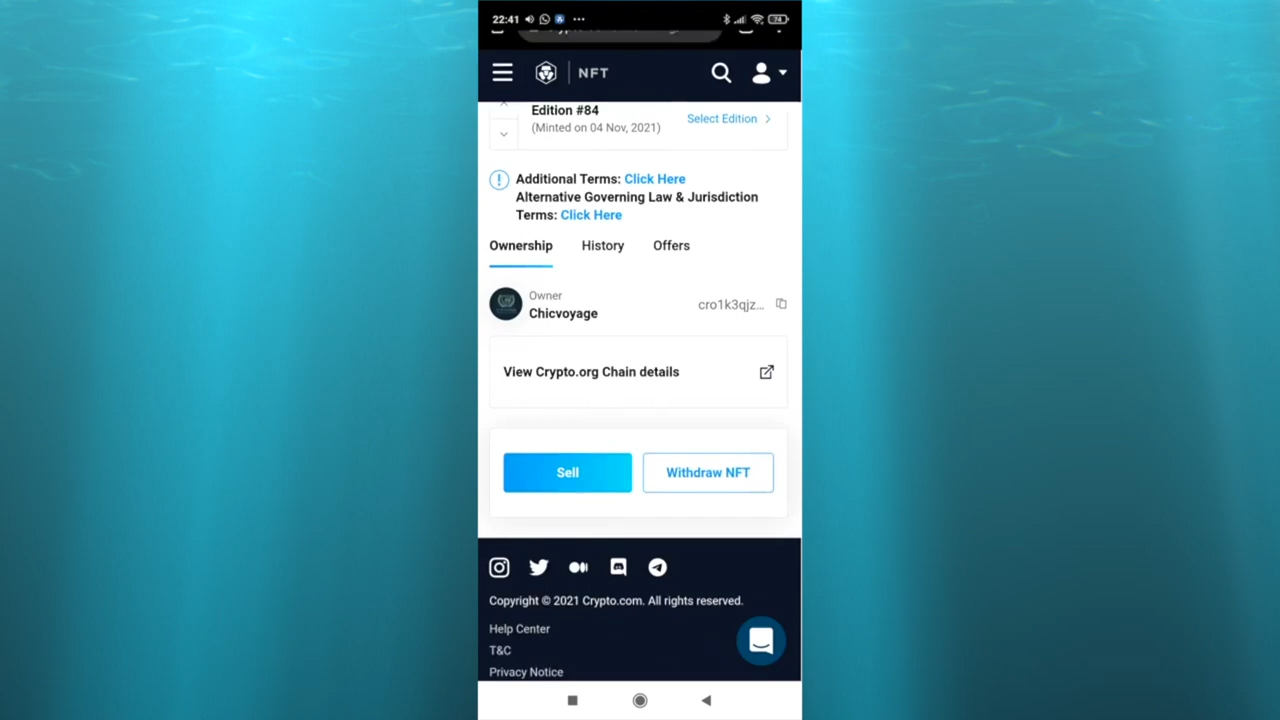 22:41
74
NFT
Edition #84
(Minted on 04 Nov, 2021)
Select Edition
Additional Terms: Click Here
Alternative Governing Law & Jurisdiction
Terms: Click Here
Ownership History Offers
Owner
Chicvoyage
cro1k3qjz...
View Crypto.org Chain details
Sell
Withdraw NFT
Copyright © 2021 Crypto.com. All rights reserved.
Help Center
T&C
Privacy Notice